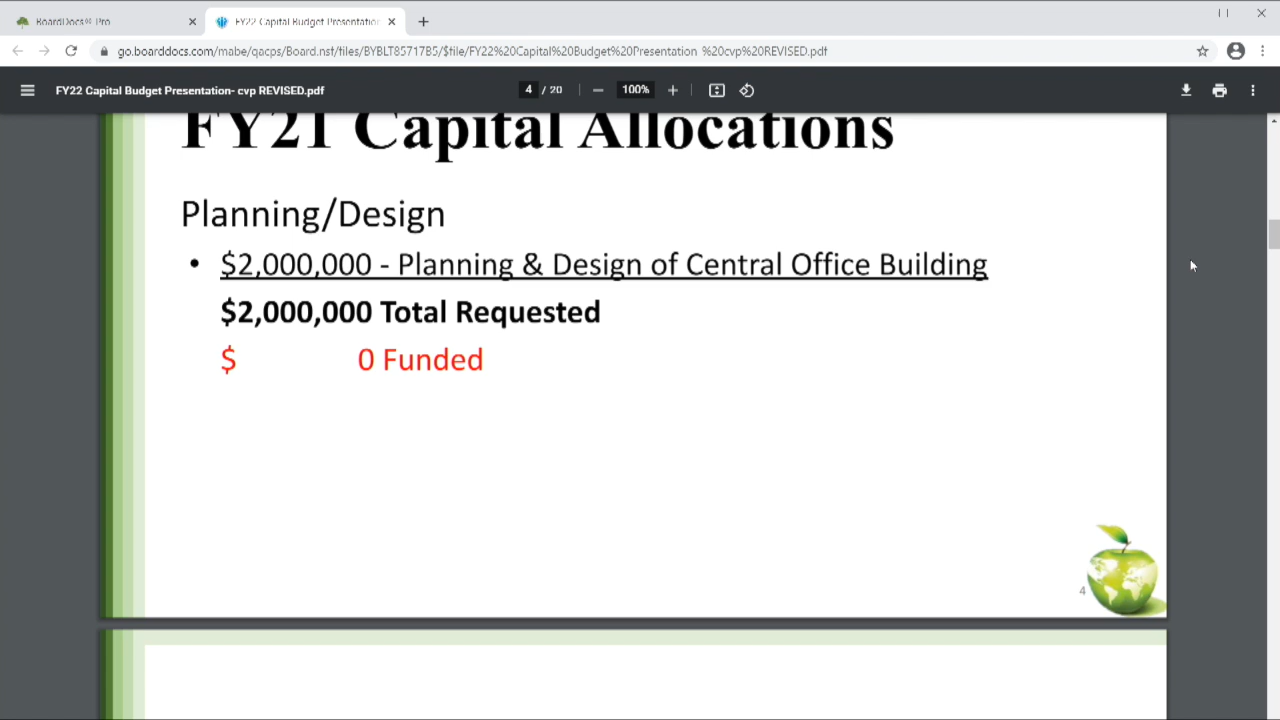 BoardDocs® Pro
FY22 Capital Budget Presentation
go.boarddocs.com/mabe/qacps/Board.nsf/files/BYBLT85717B5/$file/FY22%20Capital%20Budget%20Presentation_%20cvp%20REVISED.pdf
FY22 Capital Budget Presentation- cvp REVISED.pdf
4 / 20
100%
FY21 Capital Allocations
Planning/Design
• $2,000,000 - Planning & Design of Central Office Building
$2,000,000 Total Requested
$ 0 Funded
4